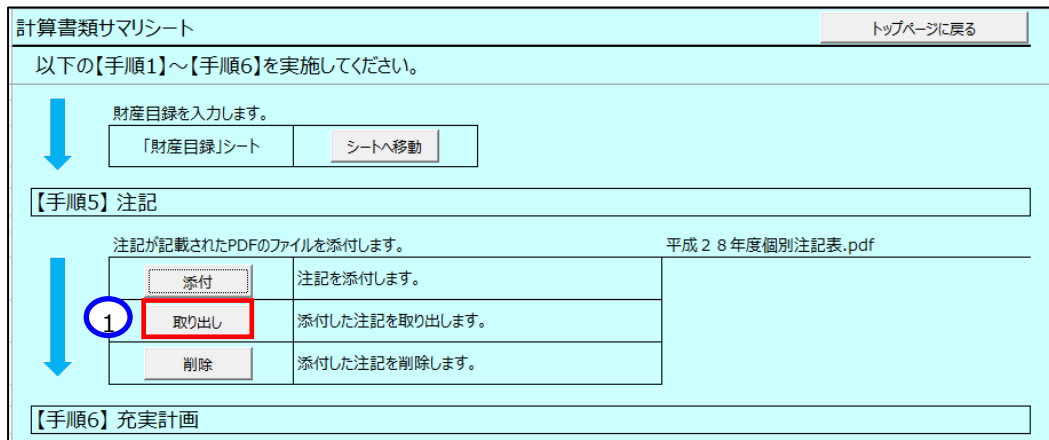 計算書類サマリシート
トップページに戻る
以下の【手順1】～【手順6】を実施してください。
財産目録を入力します。
「財産目録」シート
シートへ移動
【手順5】 注記
注記が記載されたPDFのファイルを添付します。
平成２８年度個別注記表.pdf
添付
注記を添付します。
1
取り出し
添付した注記を取出します。
削除
添付した注記を削除します。
【手順6】 充実計画